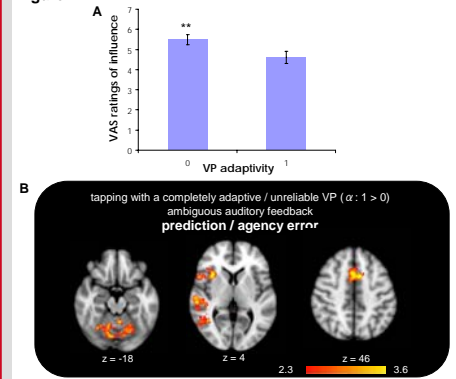 A
7
6
5
4
3
2
1
0
VAS ratings of influence
**
0
1
VP adaptivity
B
tapping with a completely adaptive / unreliable VP ( α : 1 > 0)
ambiguous auditory feedback
prediction / agency error
z = -18
z = 4
z = 46
2.3
3.6